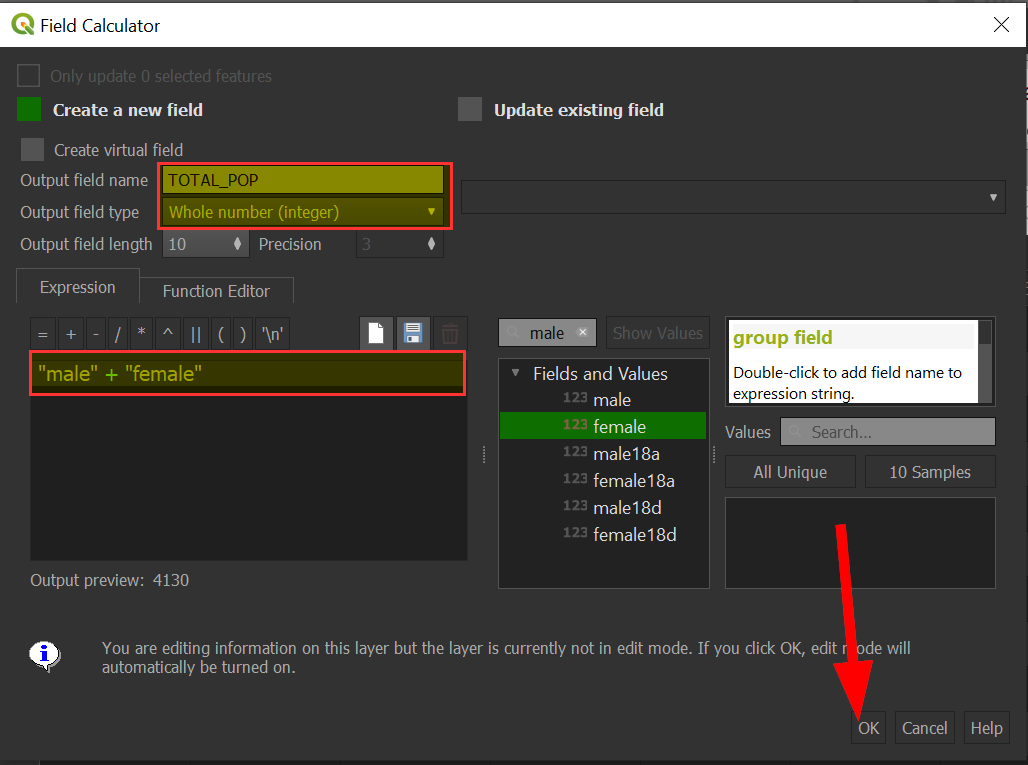 Field Calculator
Only update 0 selected features
Create a new field
Update existing field
Create virtual field
Output field name TOTAL_POP
Output field type Whole number (integer)
Output field length 10 Precision 3
Expression Function Editor
= + - / * ^ || ( ) '\n'
male Show Values
"male" + "female"
Fields and Values
123 male
123 female
123 male18a
123 female18a
123 male18d
123 female18d
group field
Double-click to add field name to
expression string.
Values Search...
All Unique 10 Samples
Output preview: 4130
You are editing information on this layer but the layer is currently not in edit mode. If you click OK, edit mode will
automatically be turned on.
OK Cancel Help